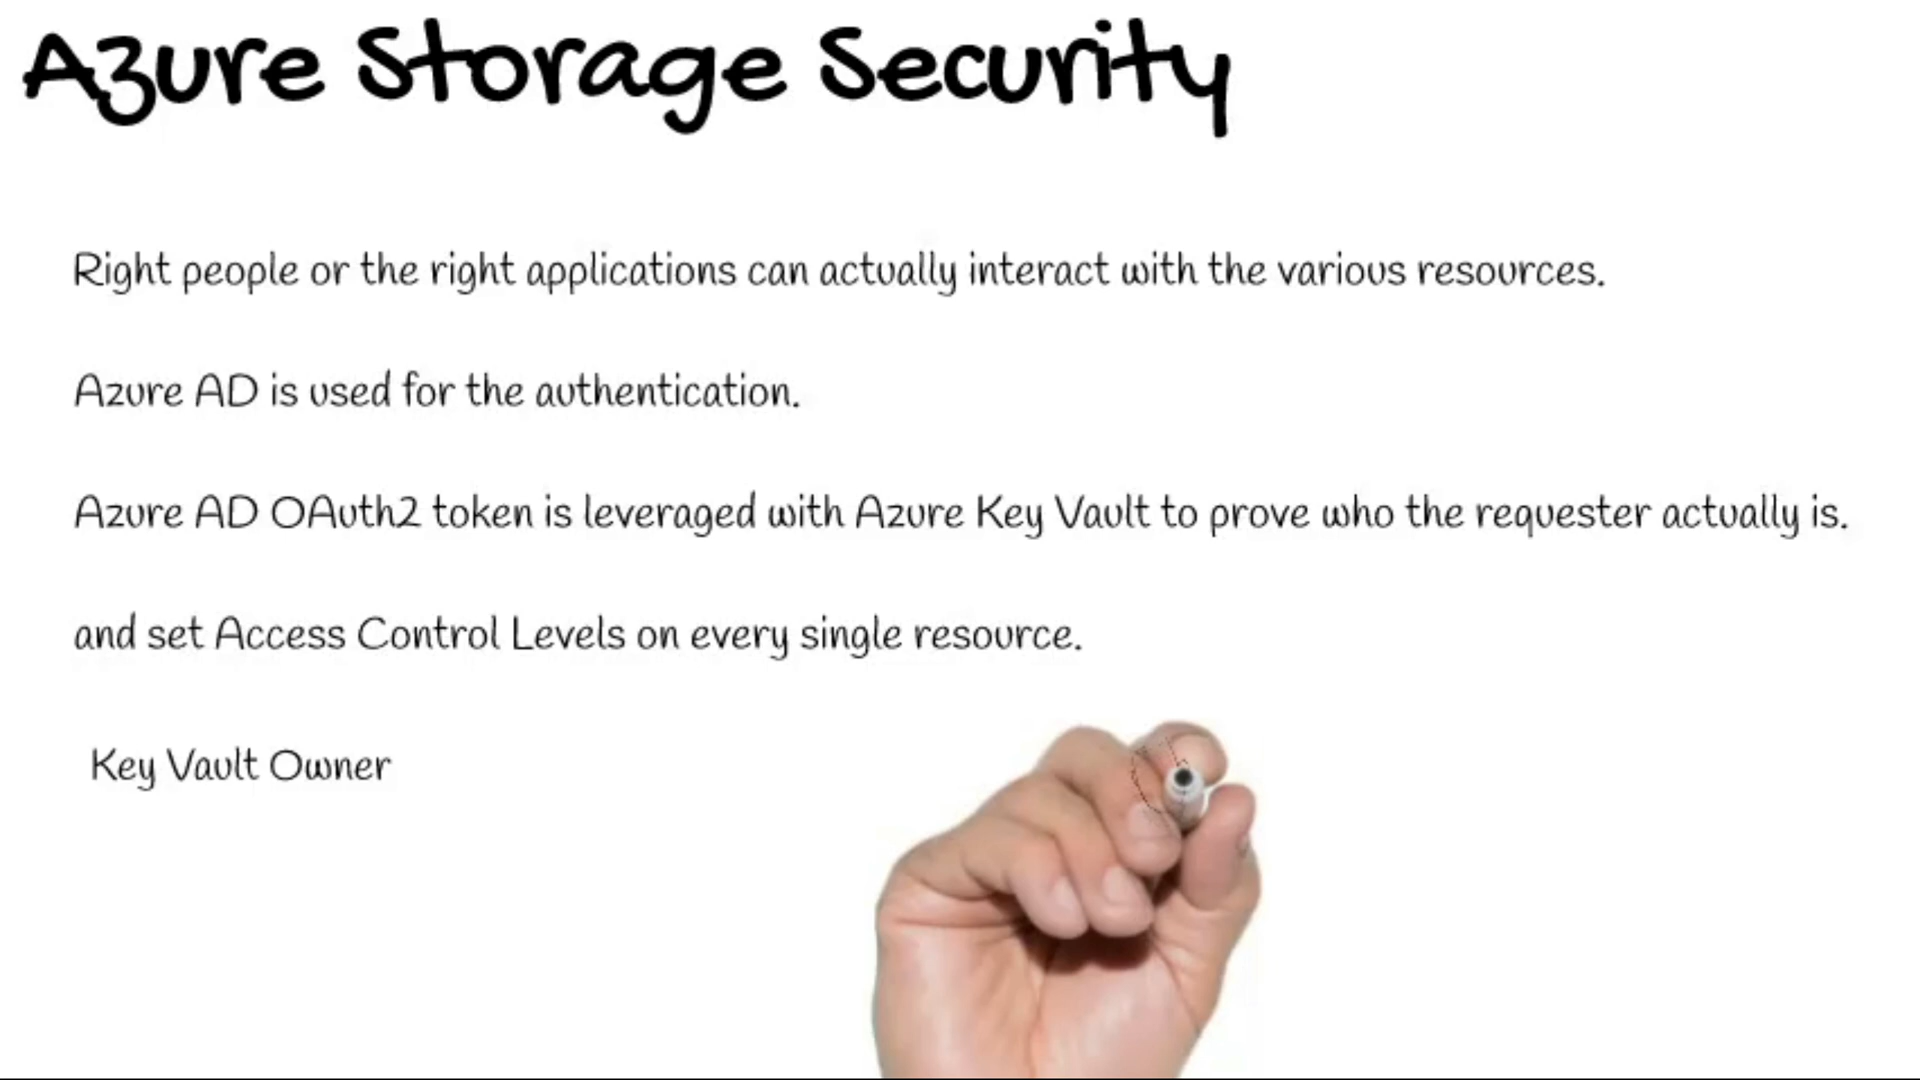 Azure Storage Security
Right people or the right applications can actually interact with the various resources.
Azure AD is used for the authentication.
Azure AD OAuth2 token is leveraged with Azure Key Vault to prove who the requester actually is.
and set Access Control Levels on every single resource.
Key Vault Owner